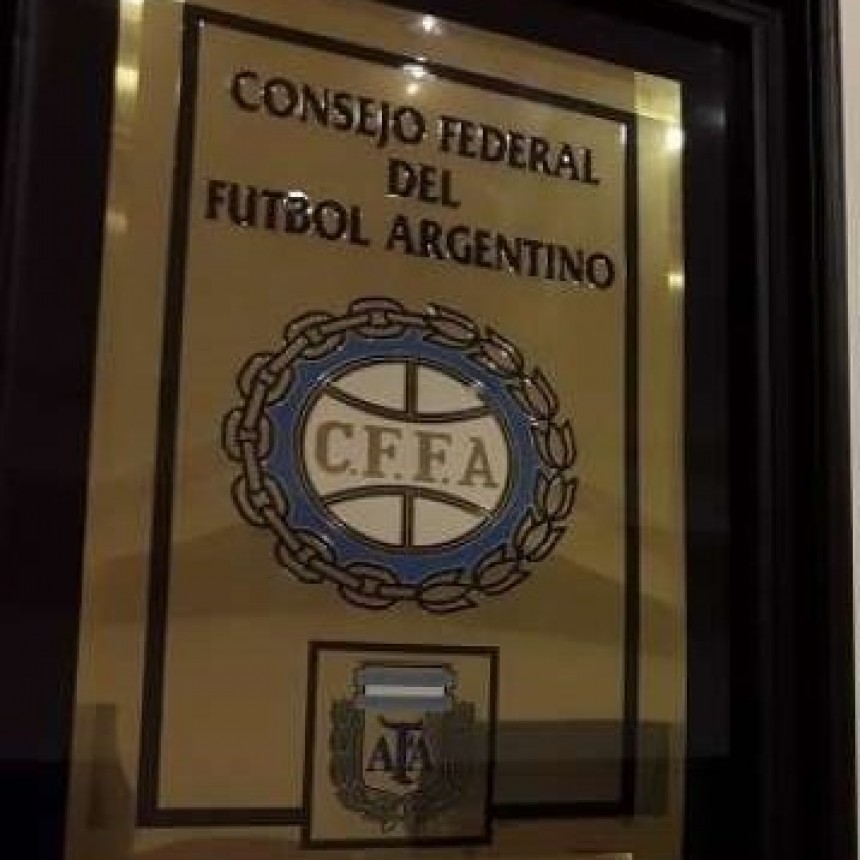 CONSEJO FEDERAL
DEL
FUTBOL ARGENTINO
C.F.F.A
AFA